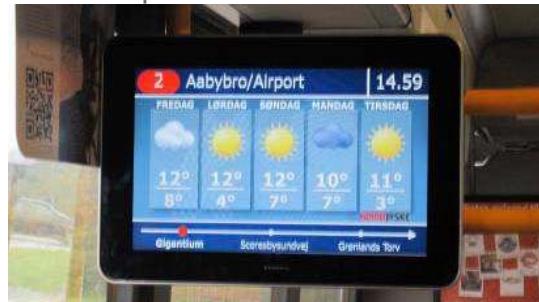 2 Aabybro/Airport 14.59
FREDAG LØRDAG SØNDAG MANDAG TIRSDAG
12° 12° 12° 10° 11°
8° 4° 7° 7° 3°
Gigantium Scoresbysundvej Grønlands Torv